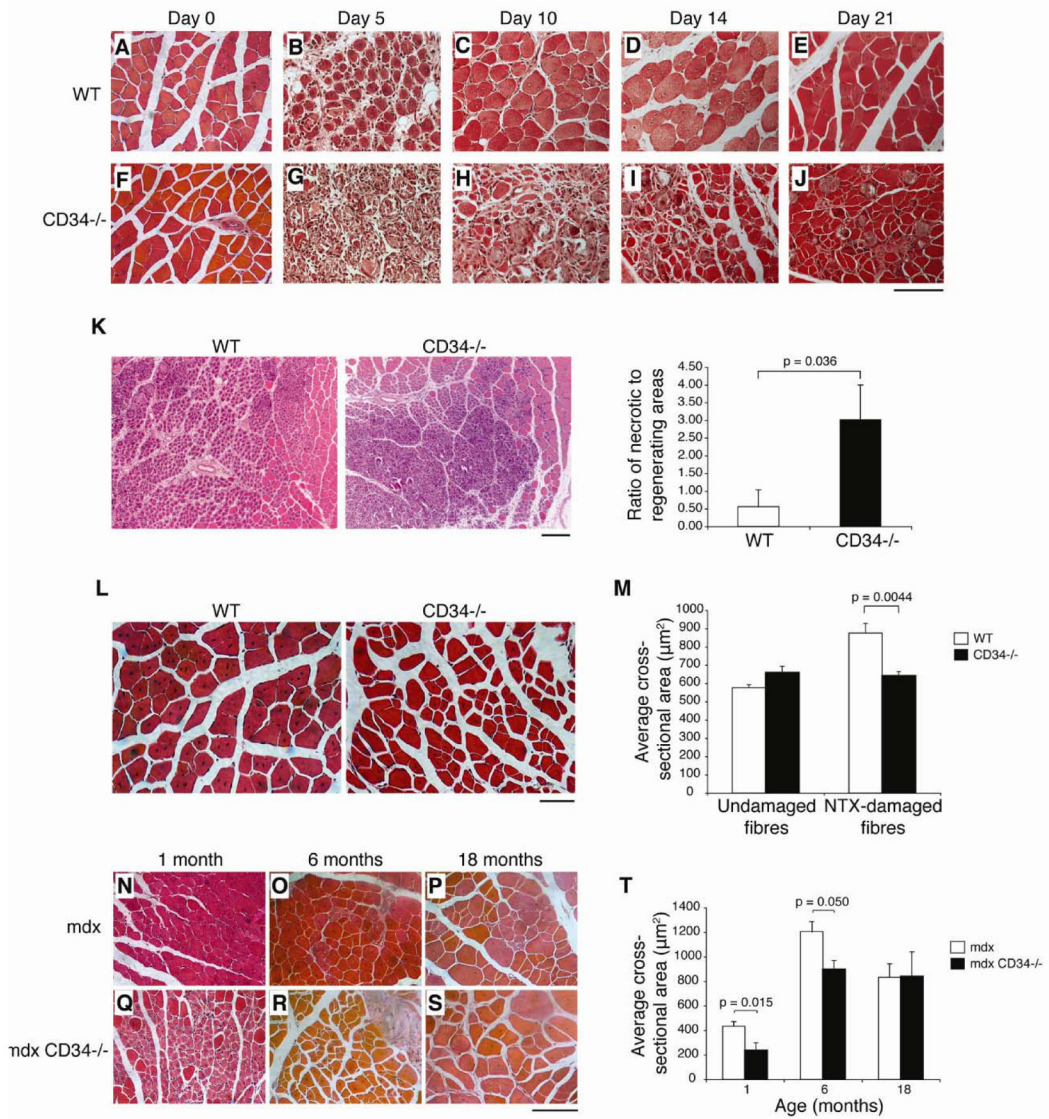 Day 0 Day 5 Day 10 Day 14 Day 21
A B C D E
WT
F G H I J
CD34-/-
K
WT CD34-/-
p = 0.036
Ratio of necrotic to
regenerating areas
4.50
4.00
3.50
3.00
2.50
2.00
1.50
1.00
0.50
0.00
WT CD34-/-
L
WT CD34-/-
M
p = 0.0044
Average cross-
sectional area (µm²)
1000
900
800
700
600
500
400
300
200
100
0
WT
CD34-/-
Undamaged
fibres
NTX-damaged
fibres
1 month 6 months 18 months
N O P
mdx
Q R S
mdx CD34-/-
T
p = 0.050
p = 0.015
Average cross-
sectional area (µm²)
1400
1200
1000
800
600
400
200
0
mdx
mdx CD34-/-
1 6 18
Age (months)